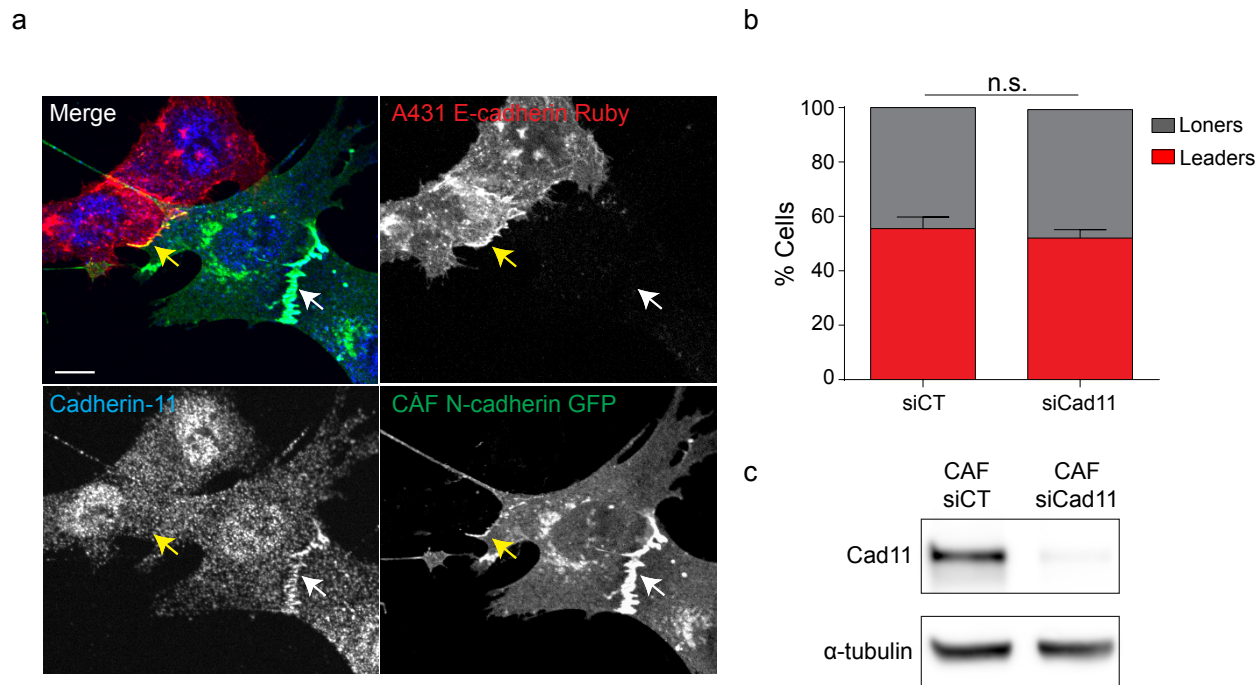 a
Merge
A431 E-cadherin Ruby
Cadherin-11
CAF N-cadherin GFP
b
n.s.
100
80
60
40
20
0
% Cells
siCT
siCad11
Loners
Leaders
c
CAF
siCT
CAF
siCad11
Cad11
α-tubulin